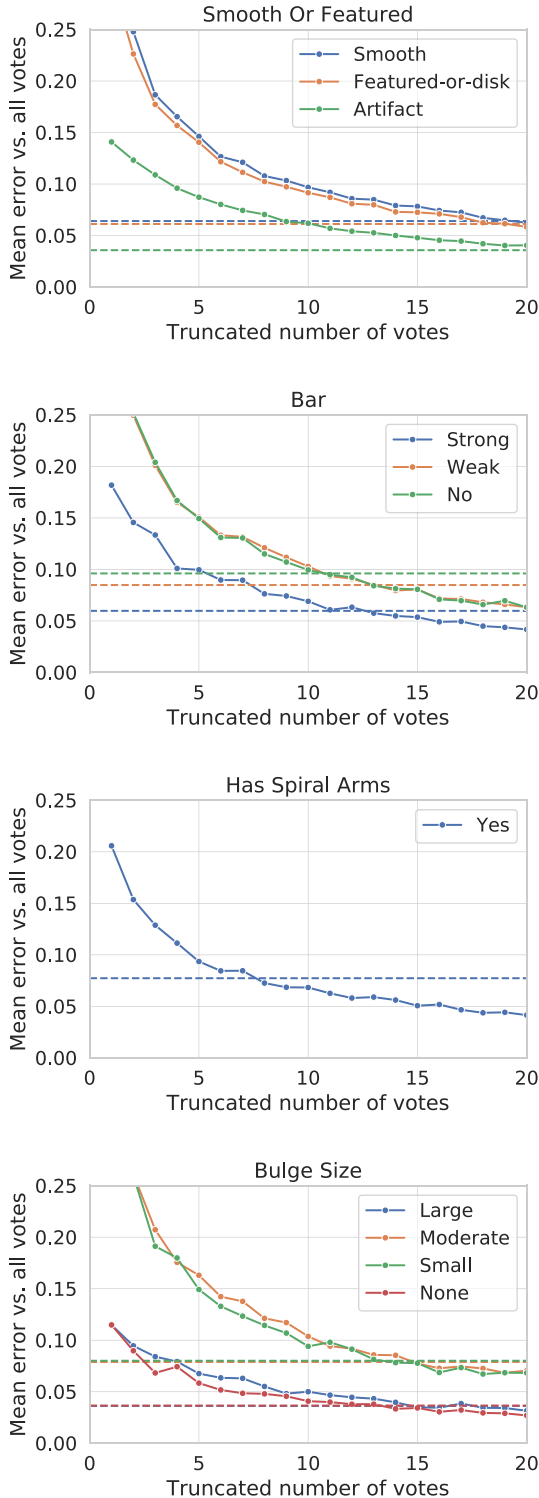 Smooth Or Featured
0.25
0.20
0.15
0.10
0.05
0.00
Mean error vs. all votes
Smooth
Featured-or-disk
Artifact
0 5 10 15 20
Truncated number of votes
Bar
0.25
0.20
0.15
0.10
0.05
0.00
Mean error vs. all votes
Strong
Weak
No
0 5 10 15 20
Truncated number of votes
Has Spiral Arms
0.25
0.20
0.15
0.10
0.05
0.00
Mean error vs. all votes
Yes
0 5 10 15 20
Truncated number of votes
Bulge Size
0.25
0.20
0.15
0.10
0.05
0.00
Mean error vs. all votes
Large
Moderate
Small
None
0 5 10 15 20
Truncated number of votes